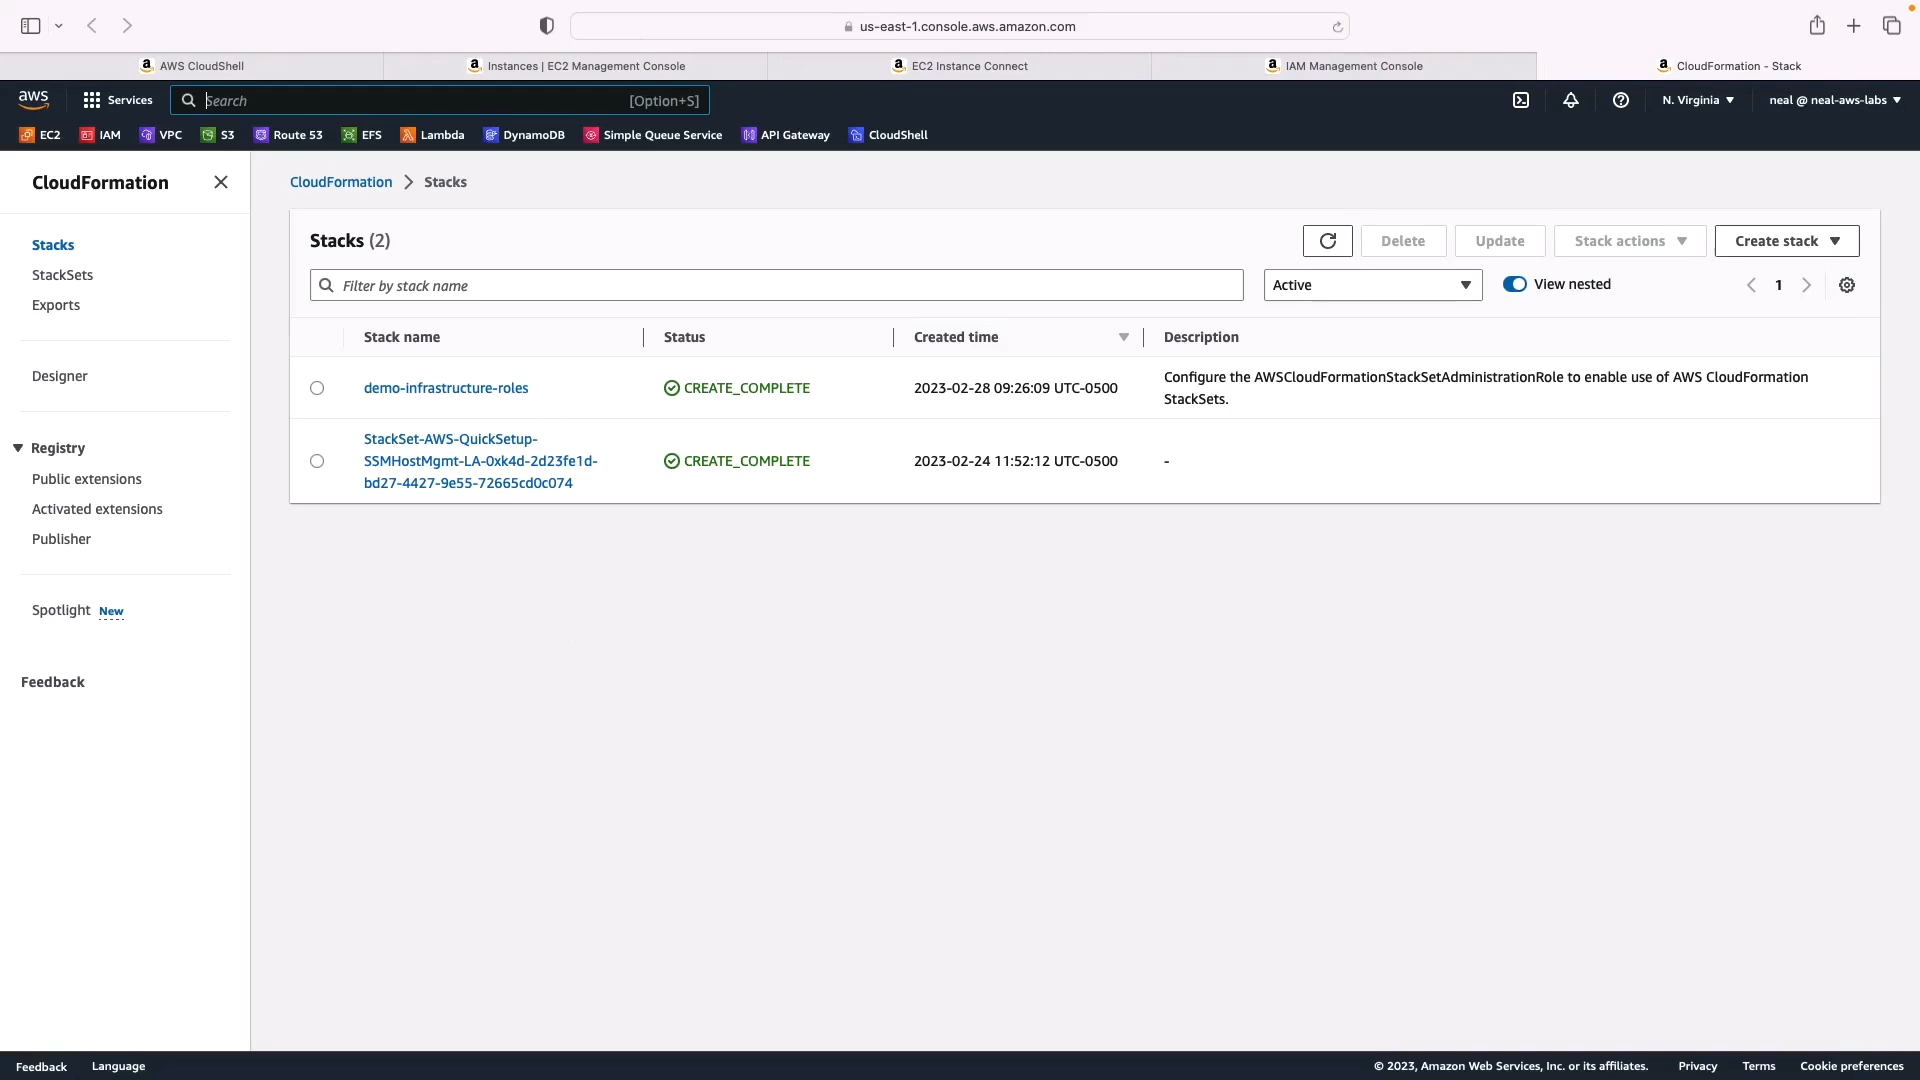 us-east-1.console.aws.amazon.com
AWS CloudShell
Instances | EC2 Management Console
EC2 Instance Connect
IAM Management Console
CloudFormation - Stack
aws
Services
Search
[Option+S]
N. Virginia
neal @ neal-aws-labs
EC2
IAM
VPC
S3
Route 53
EFS
Lambda
DynamoDB
Simple Queue Service
API Gateway
CloudShell
CloudFormation
Stacks
StackSets
Exports
Designer
Registry
Public extensions
Activated extensions
Publisher
Spotlight New
Feedback
CloudFormation
Stacks
Stacks (2)
Delete
Update
Stack actions
Create stack
Filter by stack name
Active
View nested
1
Stack name
Status
Created time
Description
demo-infrastructure-roles
CREATE_COMPLETE
2023-02-28 09:26:09 UTC-0500
Configure the AWSCloudFormationStackSetAdministrationRole to enable use of AWS CloudFormation
StackSets.
StackSet-AWS-QuickSetup-
SSMHostMgmt-LA-0xk4d-2d23fe1d-
bd27-4427-9e55-72665cd0c074
CREATE_COMPLETE
2023-02-24 11:52:12 UTC-0500
-
Feedback
Language
© 2023, Amazon Web Services, Inc. or its affiliates.
Privacy
Terms
Cookie preferences